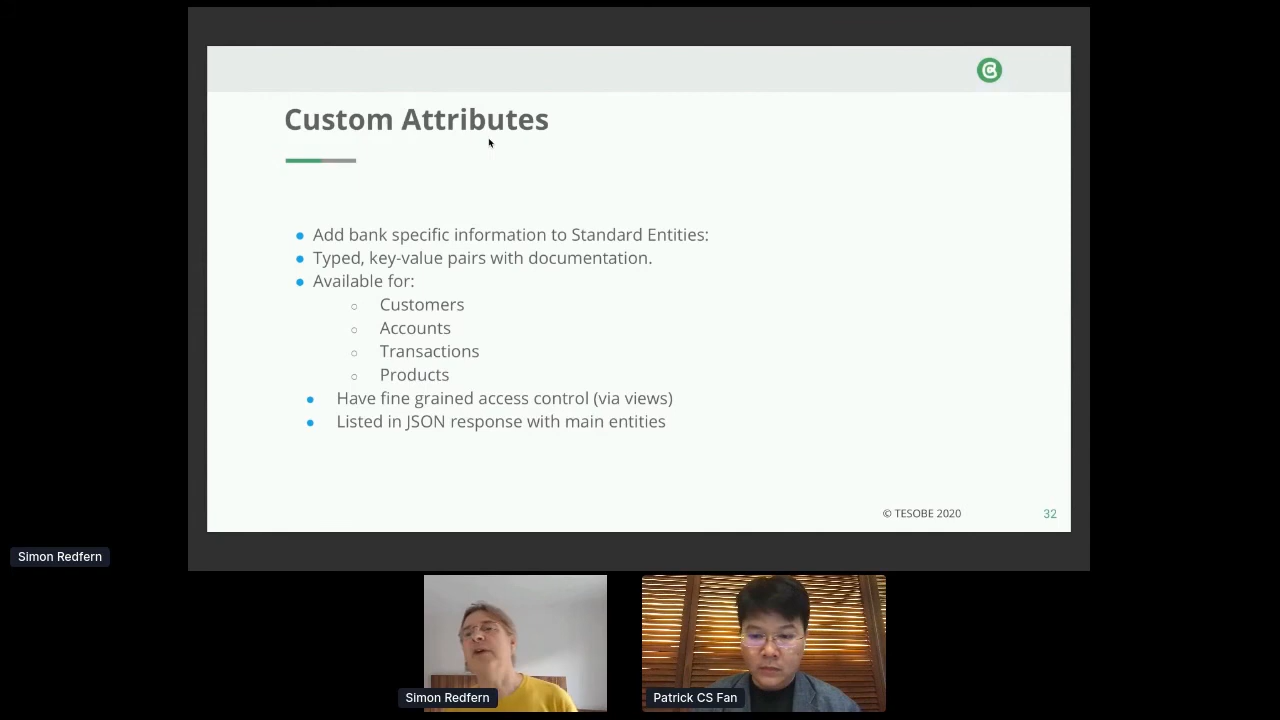 Custom Attributes
Add bank specific information to Standard Entities:
Typed, key-value pairs with documentation.
Available for:
Customers
Accounts
Transactions
Products
Have fine grained access control (via views)
Listed in JSON response with main entities
© TESOBE 2020
32
Simon Redfern
Simon Redfern
Patrick CS Fan